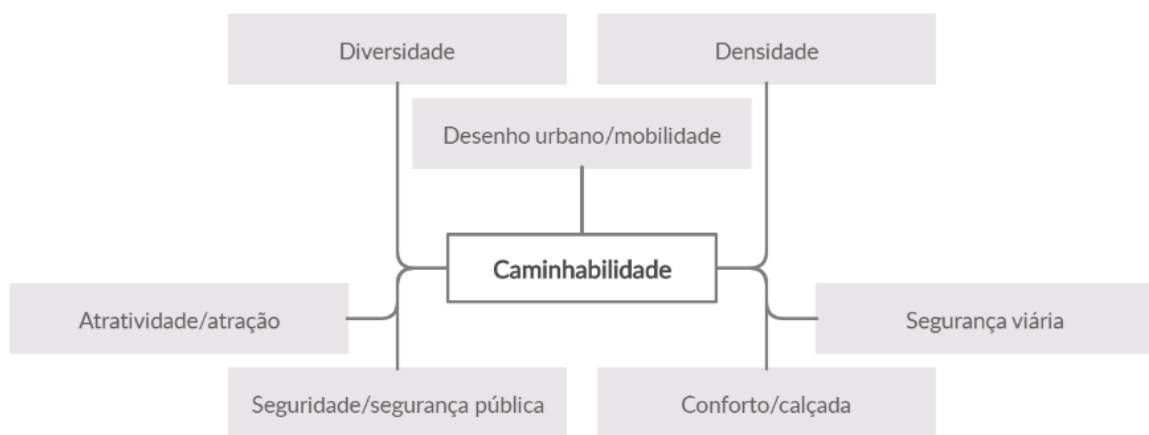 Diversidade
Densidade
Desenho urbano/mobilidade
Caminhabilidade
Atratividade/atração
Segurança viária
Seguridade/segurança pública
Conforto/calçada